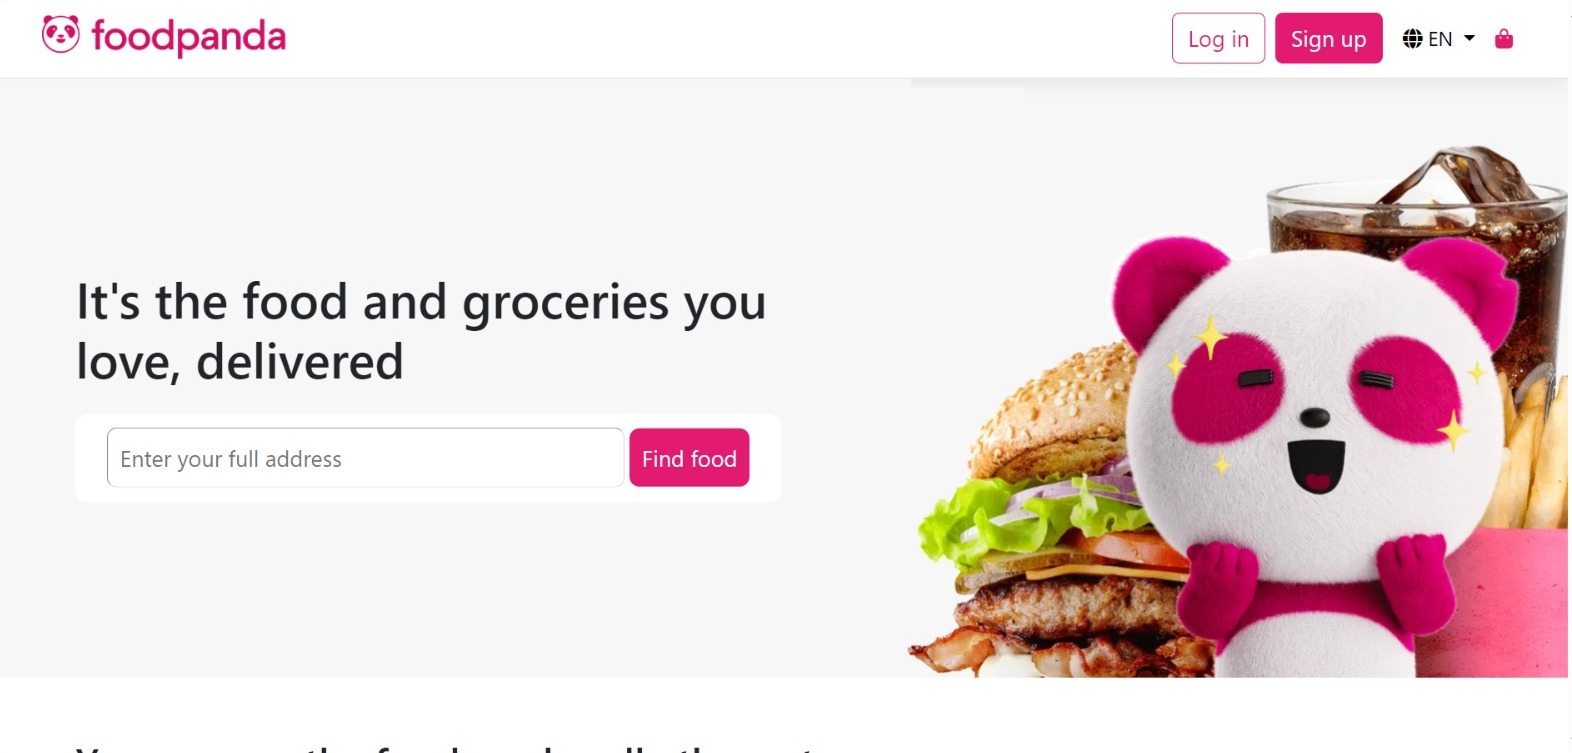 foodpanda
Log in
Sign up
EN
It's the food and groceries you
love, delivered
Enter your full address
Find food